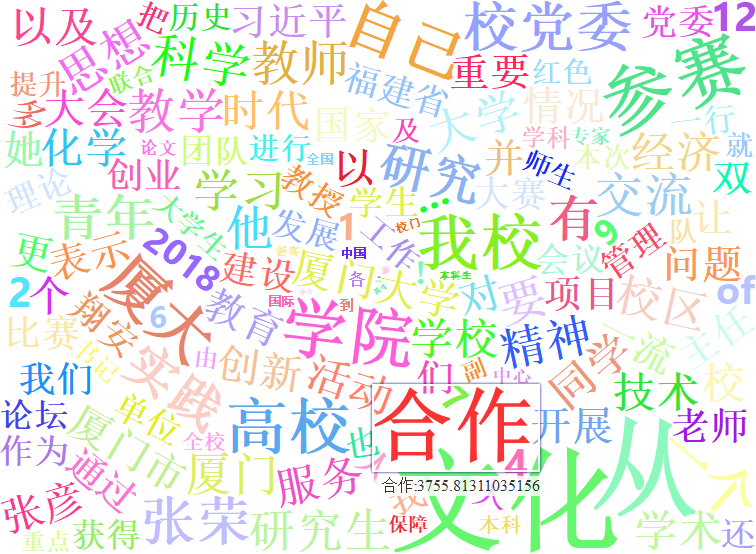 以及
把
历史
习近平
自己
校党委
党委
12
思想
联合
科学
教师
福建省
重要
红色
参赛
提升
大会
教学
时代
国家
及
大学
情况
学科
专家
一行
就
她
化学
论文
团队
进行
全国
以
研究
并
师生
本次
经济
双
理论
创业
学习
教授
学生
大赛
交流
青年
大学生
他
发展
1
校门
工作
我校
有
9
队
让
更
表示
2018
建设
中国
厦门大学
各
本科生
会议
管理
问题
2
个
厦大
翔安
6
教育
国际
到
对
要
项目
校区
of
比赛
实践
由
创新
学院
活动
学校
们
副
中心
精神
同学
一流
主任
我们
技术
校
论坛
作为
单位
厦门市
全校
高校
也
合作
开展
老师
通过
厦门
服务
合作:3755.81311035156
4
文化
从
张彦
获得
重点
张荣
研究生
我
保障
人
本科
学术
还